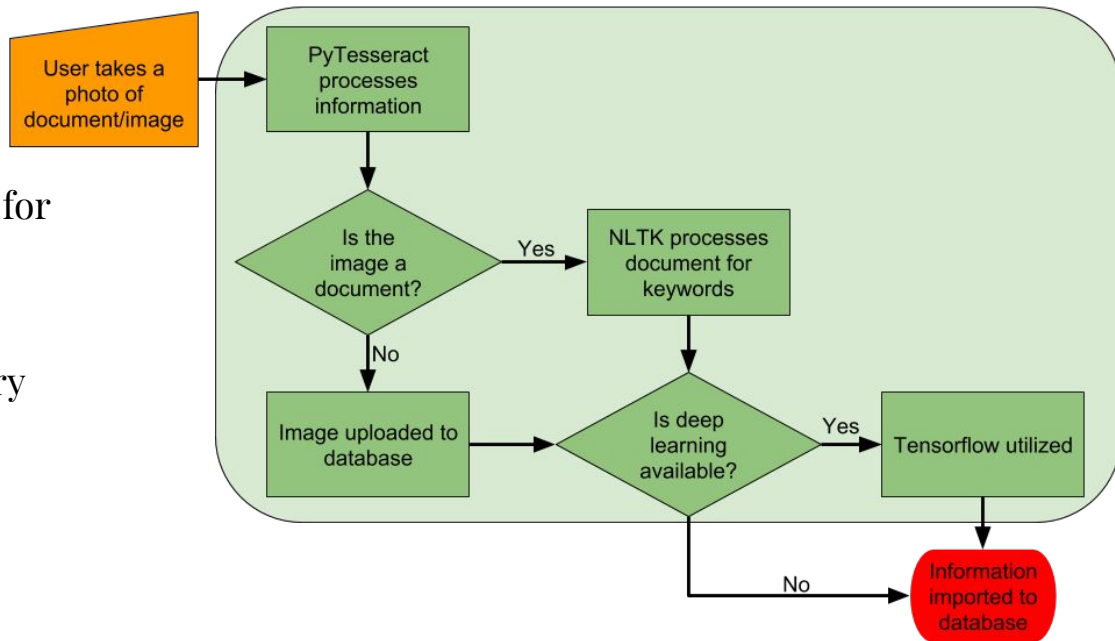 User takes a
photo of
document/image
PyTesseract
processes
information
for
Is the
image a
document?
Yes
NLTK processes
document for
keywords
No
ry
Image uploaded to
database
Is deep
learning
available?
Yes
Tensorflow utilized
No
Information
imported to
database